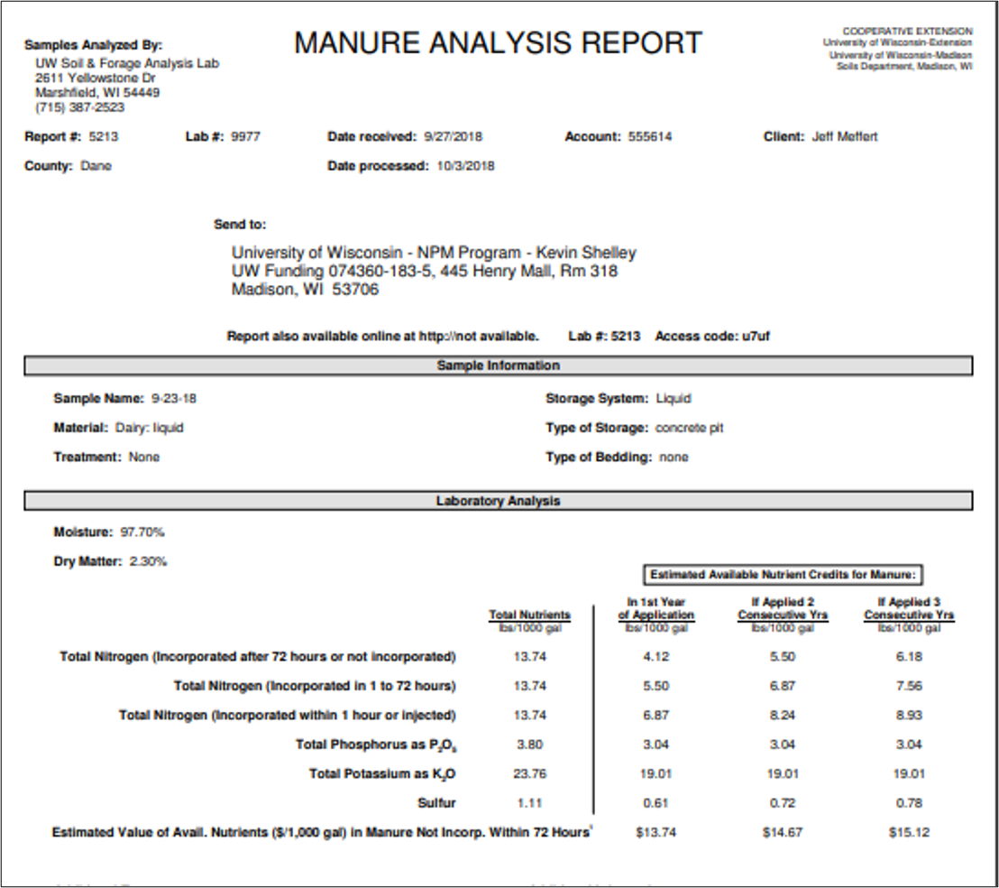 MANURE ANALYSIS REPORT
COOPERATIVE EXTENSION
University of Wisconsin-Extension
University of Wisconsin-Madison
Soils Department, Madison, WI
Samples Analyzed By:
UW Soil & Forage Analysis Lab
2611 Yellowstone Dr
Marshfield, WI 54449
(715) 387-2523
Report #: 5213 Lab #: 9977 Date received: 9/27/2018 Account: 555614 Client: Jeff Meffert
County: Dane Date processed: 10/3/2018
Send to:
University of Wisconsin - NPM Program - Kevin Shelley
UW Funding 074360-183-5, 445 Henry Mall, Rm 318
Madison, WI 53706
Report also available online at http://not available. Lab #: 5213 Access code: u7uf
Sample Information
Sample Name: 9-23-18 Storage System: Liquid
Material: Dairy: liquid Type of Storage: concrete pit
Treatment: None Type of Bedding: none
Laboratory Analysis
Moisture: 97.70%
Dry Matter: 2.30%
Estimated Available Nutrient Credits for Manure:
In 1st Year If Applied 2 If Applied 3
Total Nutrients of Application Consecutive Yrs Consecutive Yrs
lbs/1000 gal lbs/1000 gal lbs/1000 gal lbs/1000 gal
Total Nitrogen (Incorporated after 72 hours or not incorporated) 13.74 4.12 5.50 6.18
Total Nitrogen (Incorporated in 1 to 72 hours) 13.74 5.50 6.87 7.56
Total Nitrogen (Incorporated within 1 hour or injected) 13.74 6.87 8.24 8.93
Total Phosphorus as P₂O₅ 3.80 3.04 3.04 3.04
Total Potassium as K₂O 23.76 19.01 19.01 19.01
Sulfur 1.11 0.61 0.72 0.78
Estimated Value of Avail. Nutrients ($/1,000 gal) in Manure Not Incorp. Within 72 Hours¹ $13.74 $14.67 $15.12